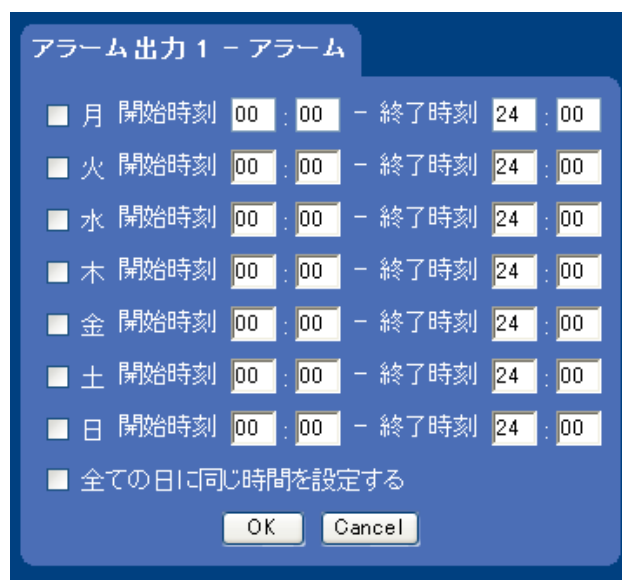 アラーム出力 1 - アラーム
月 開始時刻 00 : 00 - 終了時刻 24 : 00
火 開始時刻 00 : 00 - 終了時刻 24 : 00
水 開始時刻 00 : 00 - 終了時刻 24 : 00
木 開始時刻 00 : 00 - 終了時刻 24 : 00
金 開始時刻 00 : 00 - 終了時刻 24 : 00
土 開始時刻 00 : 00 - 終了時刻 24 : 00
日 開始時刻 00 : 00 - 終了時刻 24 : 00
全ての日に同じ時間を設定する
OK Cancel